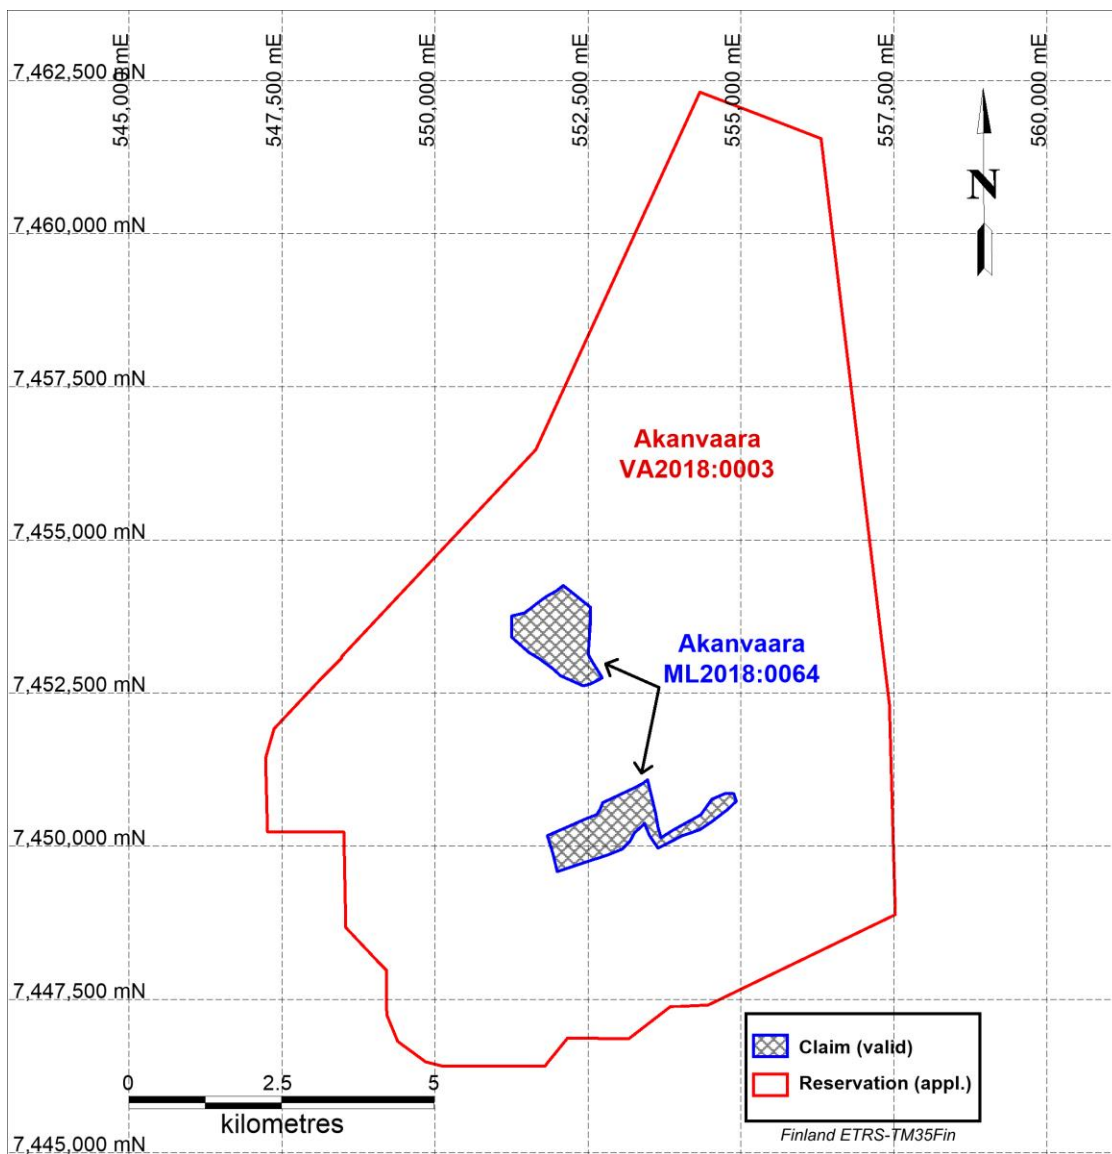 545,000 mE
547,500 mE
550,000 mE
552,500 mE
555,000 mE
557,500 mE
560,000 mE
7,462,500 mN
N
7,460,000 mN
7,457,500 mN
Akanvaara
VA2018:0003
7,455,000 mN
Akanvaara
ML2018:0064
7,452,500 mN
7,450,000 mN
7,447,500 mN
Claim (valid)
Reservation (appl.)
0 2.5 5
kilometres
Finland ETRS-TM35Fin
7,445,000 mN